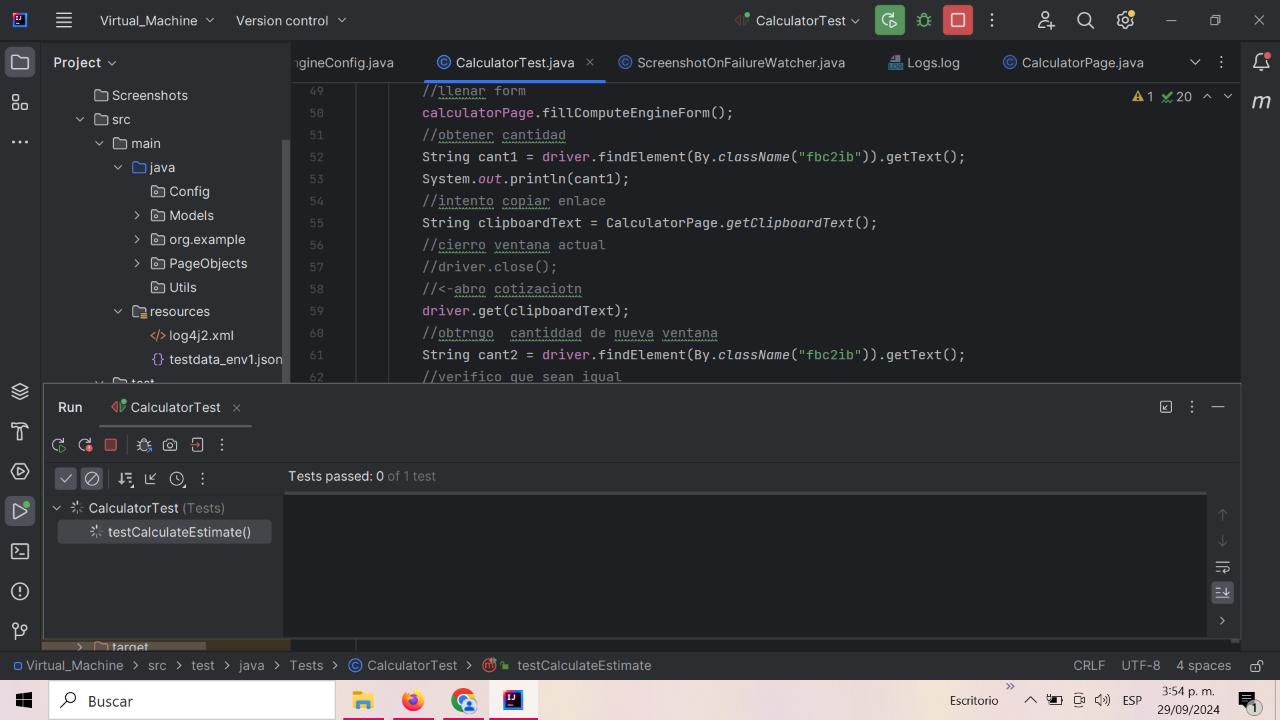 Virtual_Machine
Version control
CalculatorTest
Project
ngineConfig.java
CalculatorTest.java
ScreenshotOnFailureWatcher.java
Logs.log
CalculatorPage.java
Screenshots
src
main
java
Config
Models
org.example
PageObjects
Utils
resources
log4j2.xml
testdata_env1.json
test
1
20
49 //llenar form
50 calculatorPage.fillComputeEngineForm();
51 //obtener cantidad
52 String cant1 = driver.findElement(By.className("fbc2ib")).getText();
53 System.out.println(cant1);
54 //intento copiar enlace
55 String clipboardText = CalculatorPage.getClipboardText();
56 //cierro ventana actual
57 //driver.close();
58 //<-abro cotizaciotn
59 driver.get(clipboardText);
60 //obtrngo  cantiddad de nueva ventana
61 String cant2 = driver.findElement(By.className("fbc2ib")).getText();
62 //verifico que sean igual
Run
CalculatorTest
Tests passed: 0 of 1 test
CalculatorTest (Tests)
testCalculateEstimate()
target
Virtual_Machine > src > test > java > Tests > CalculatorTest > testCalculateEstimate
CRLF UTF-8 4 spaces
Buscar
Escritorio
ESP
3:54 p. m.
29/09/2024
1